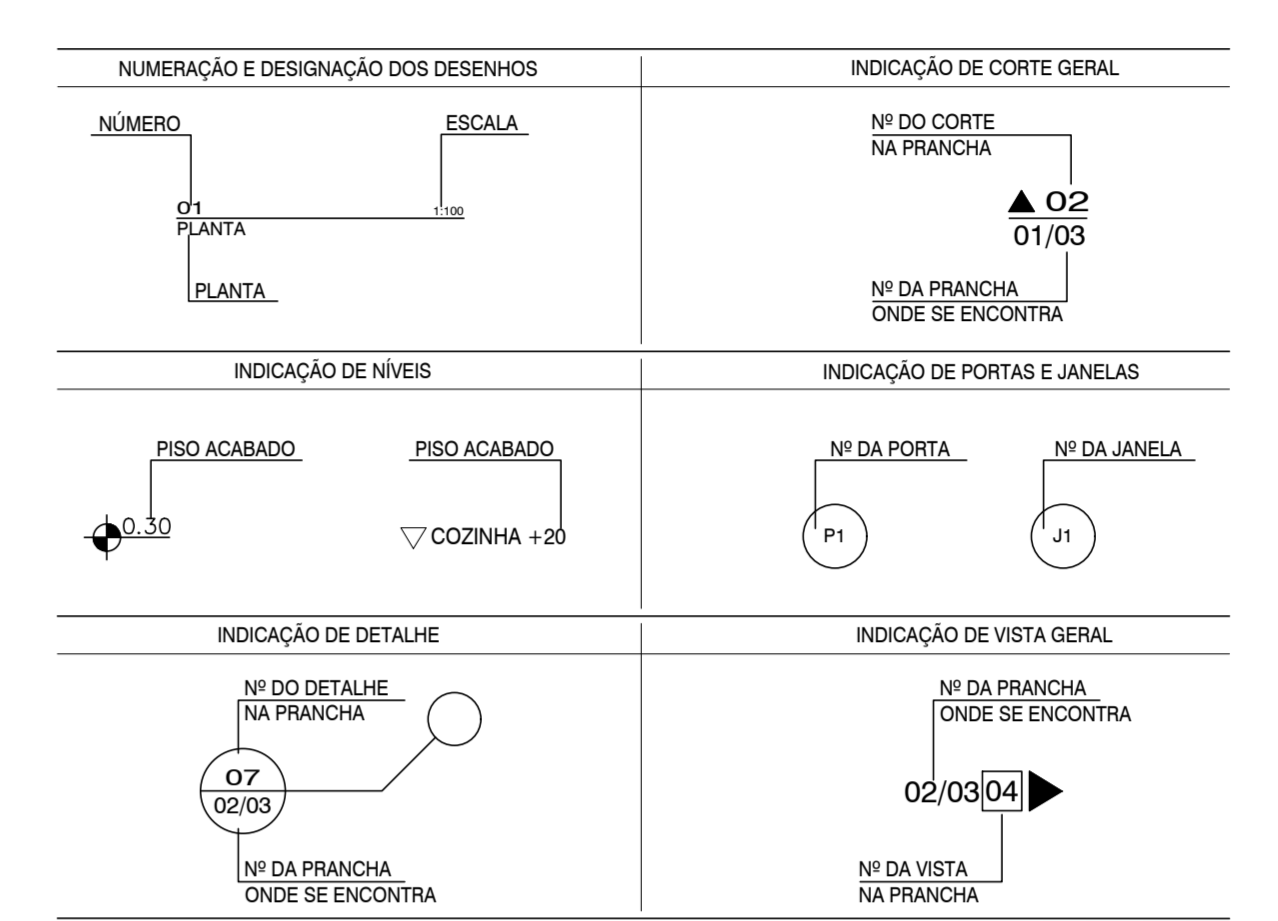 NUMERAÇÃO E DESIGNAÇÃO DOS DESENHOS
NÚMERO
ESCALA
01
1:100
PLANTA
PLANTA
INDICAÇÃO DE CORTE GERAL
Nº DO CORTE
NA PRANCHA
02
01/03
Nº DA PRANCHA
ONDE SE ENCONTRA
INDICAÇÃO DE NÍVEIS
PISO ACABADO
PISO ACABADO
0.30
COZINHA +20
INDICAÇÃO DE PORTAS E JANELAS
Nº DA PORTA
Nº DA JANELA
P1
J1
INDICAÇÃO DE DETALHE
Nº DO DETALHE
NA PRANCHA
07
02/03
Nº DA PRANCHA
ONDE SE ENCONTRA
INDICAÇÃO DE VISTA GERAL
Nº DA PRANCHA
ONDE SE ENCONTRA
02/03 04
Nº DA VISTA
NA PRANCHA